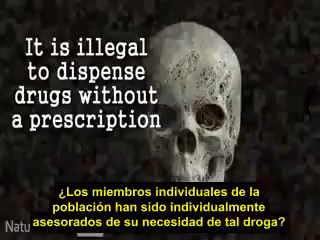 It is illegal
to dispense
drugs without
a prescription
¿Los miembros individuales de la
población han sido individualmente
asesorados de su necesidad de tal droga?
Natu